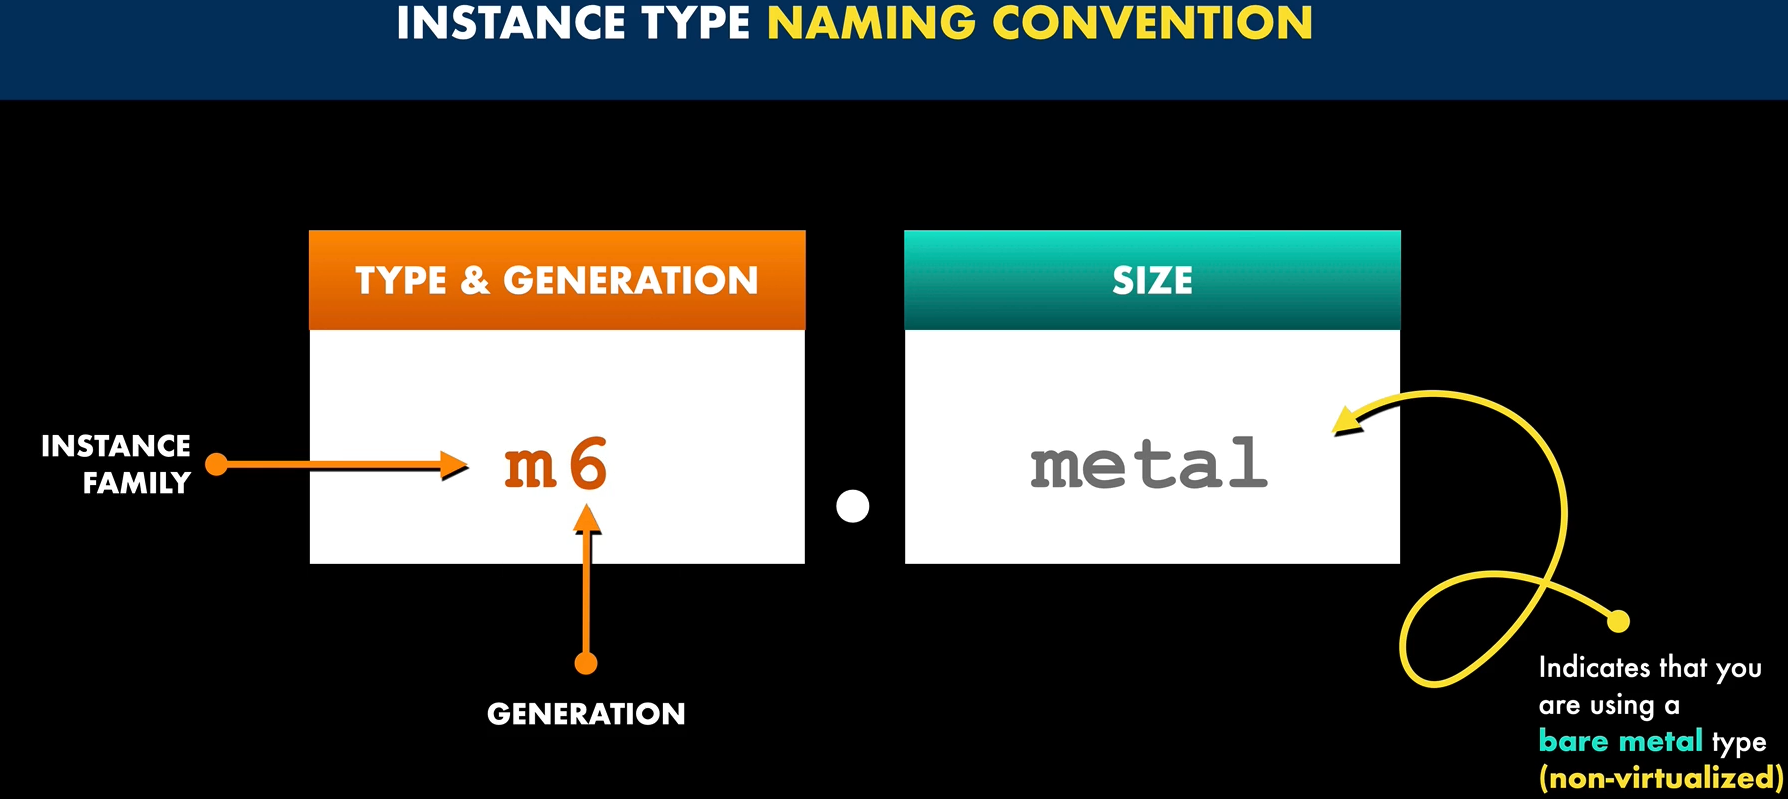 INSTANCE TYPE NAMING CONVENTION
TYPE & GENERATION
SIZE
INSTANCE
FAMILY
m6
.
metal
GENERATION
Indicates that you
are using a
bare metal type
(non-virtualized)